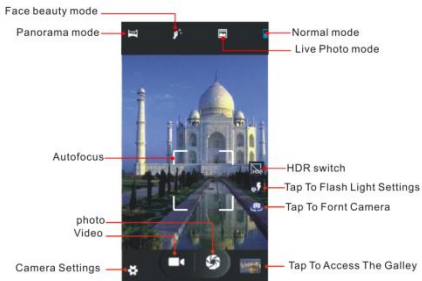 Face beauty mode
Panorama mode
Normal mode
Live Photo mode
Autofocus
HDR switch
HDR
Tap To Flash Light Settings
Tap To Fornt Camera
photo
Video
Camera Settings
Tap To Access The Galley